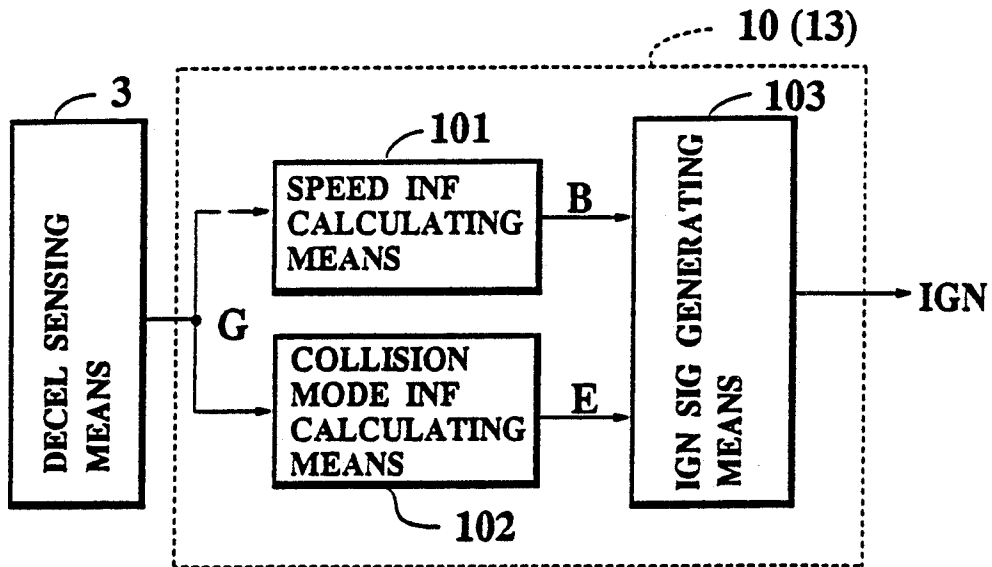 10 (13)
3
DECEL SENSING
MEANS
G
101
SPEED INF
CALCULATING
MEANS
B
COLLISION
MODE INF
CALCULATING
MEANS
102
E
103
IGN SIG GENERATING
MEANS
IGN